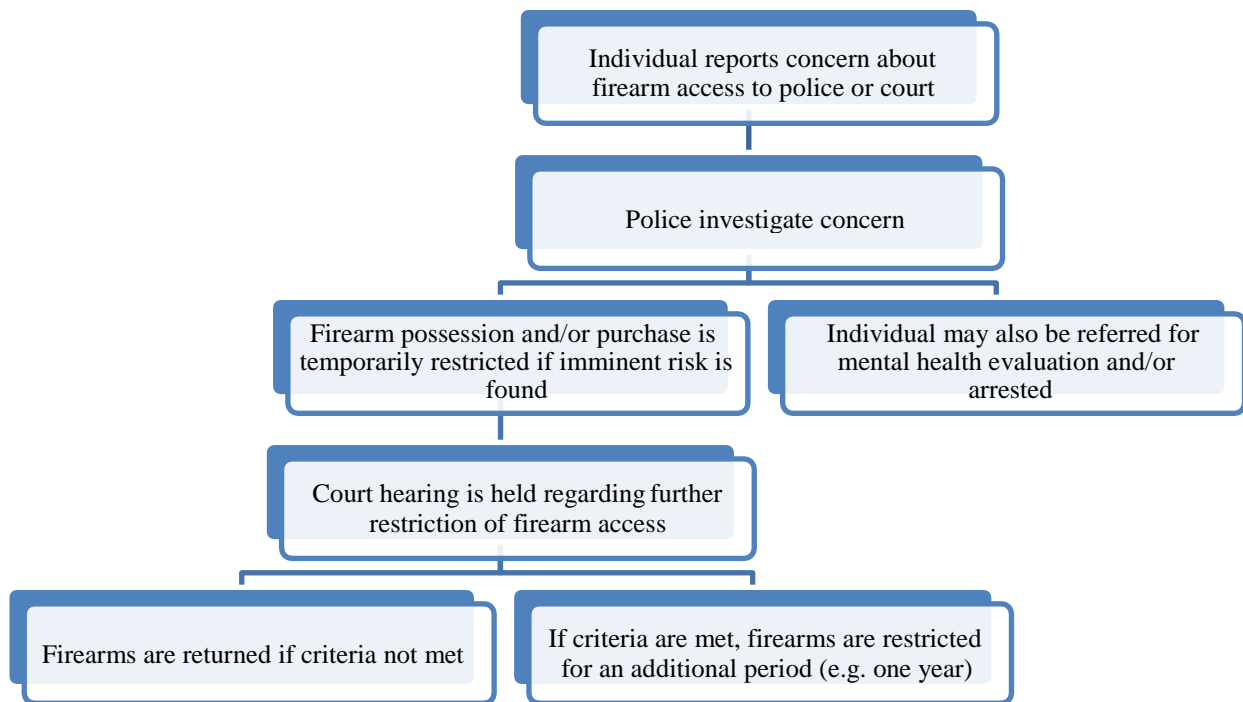 Individual reports concern about
firearm access to police or court
Police investigate concern
Firearm possession and/or purchase is
temporarily restricted if imminent risk is
found
Individual may also be referred for
mental health evaluation and/or
arrested
Court hearing is held regarding further
restriction of firearm access
Firearms are returned if criteria not met
If criteria are met, firearms are restricted
for an additional period (e.g. one year)